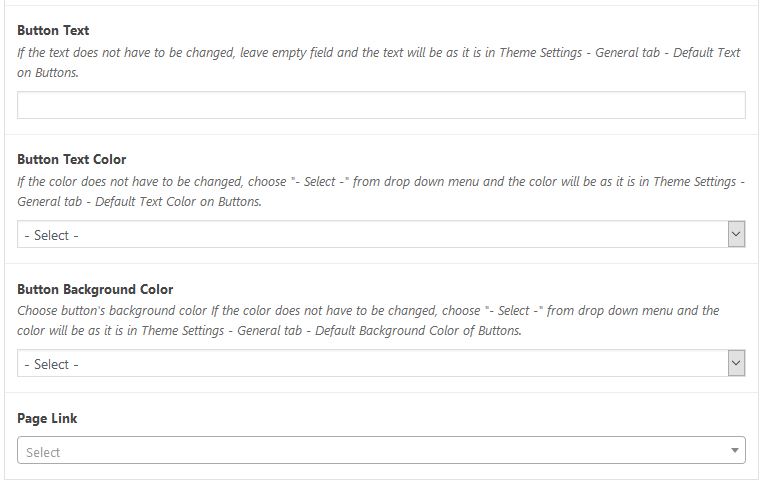 Button Text
If the text does not have to be changed, leave empty field and the text will be as it is in Theme Settings - General tab - Default Text
on Buttons.
Button Text Color
If the color does not have to be changed, choose "- Select -" from drop down menu and the color will be as it is in Theme Settings -
General tab - Default Text Color on Buttons.
- Select -
Button Background Color
Choose button's background color If the color does not have to be changed, choose "- Select -" from drop down menu and the
color will be as it is in Theme Settings - General tab - Default Background Color of Buttons.
- Select -
Page Link
Select